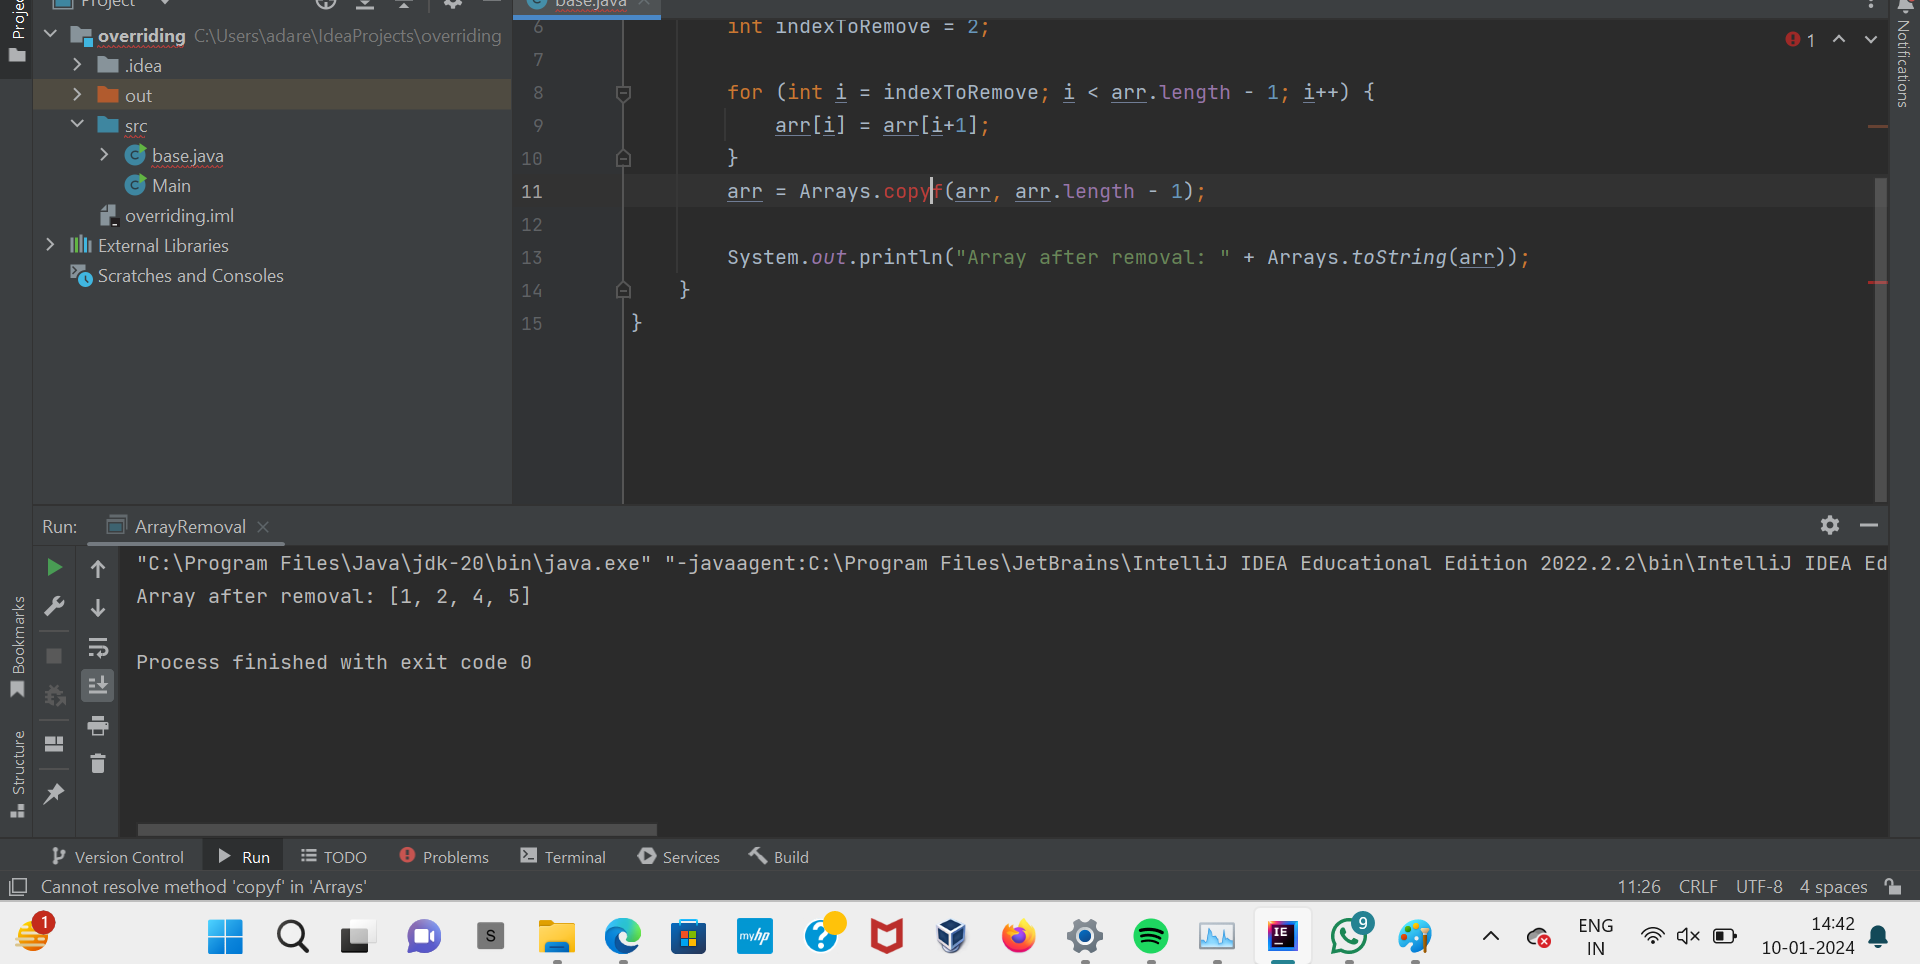 Project
base.java
overriding C:\Users\adare\IdeaProjects\overriding
.idea
out
src
base.java
Main
overriding.iml
External Libraries
Scratches and Consoles
Project
Bookmarks
Structure
Notifications
6 int indexToRemove = 2;
7
8 for (int i = indexToRemove; i < arr.length - 1; i++) {
9 arr[i] = arr[i+1];
10 }
11 arr = Arrays.copyf(arr, arr.length - 1);
12
13 System.out.println("Array after removal: " + Arrays.toString(arr));
14 }
15 }
1
Run: ArrayRemoval
"C:\Program Files\Java\jdk-20\bin\java.exe" "-javaagent:C:\Program Files\JetBrains\IntelliJ IDEA Educational Edition 2022.2.2\bin\IntelliJ IDEA Ed
Array after removal: [1, 2, 4, 5]
Process finished with exit code 0
Version Control Run TODO Problems Terminal Services Build
Cannot resolve method 'copyf' in 'Arrays' 11:26 CRLF UTF-8 4 spaces
1
S
myhp
?
IE
9
ENG
IN
14:42
10-01-2024